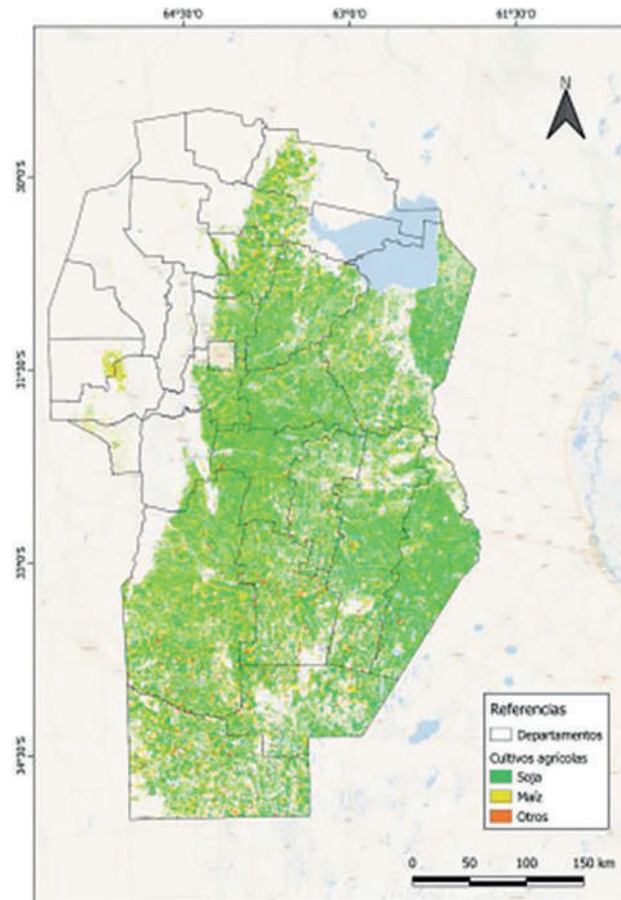 64°30'O 63°0'O 61°30'O
N
30°0'S
31°30'S
33°0'S
34°30'S
Referencias
Departamentos
Cultivos agrícolas
Soja
Maíz
Otros
0 50 100 150 km